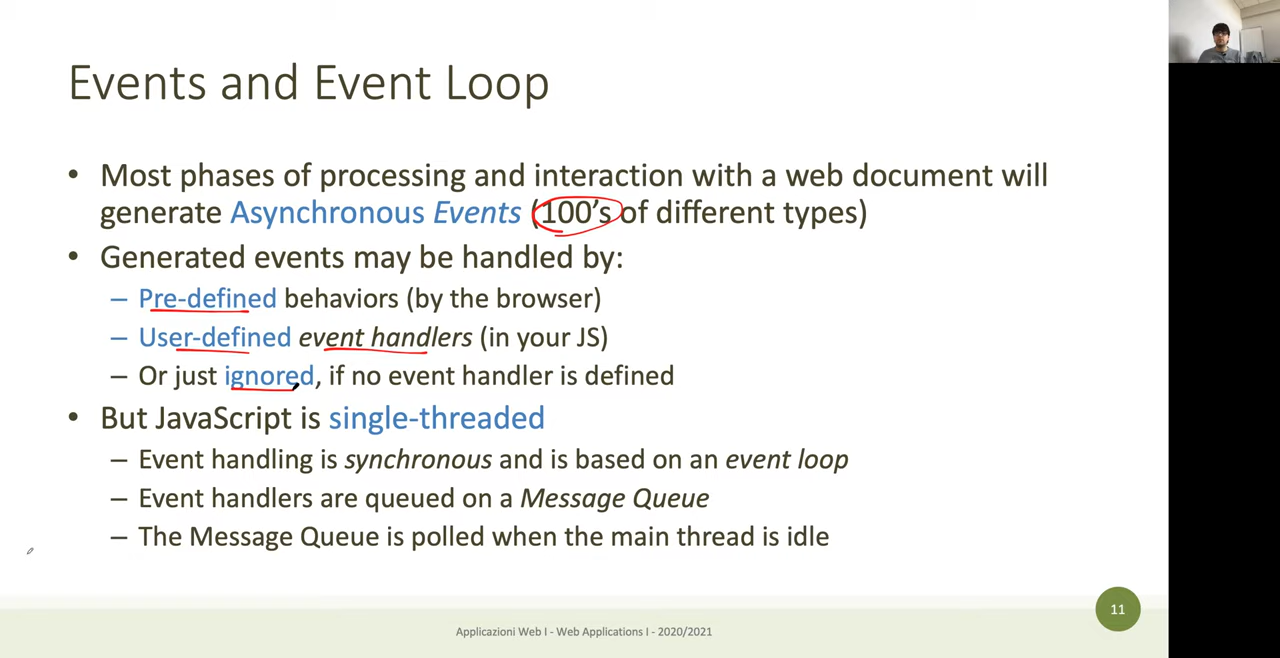 Events and Event Loop
• Most phases of processing and interaction with a web document will
generate Asynchronous Events (100's of different types)
• Generated events may be handled by:
– Pre-defined behaviors (by the browser)
– User-defined event handlers (in your JS)
– Or just ignored, if no event handler is defined
• But JavaScript is single-threaded
– Event handling is synchronous and is based on an event loop
– Event handlers are queued on a Message Queue
– The Message Queue is polled when the main thread is idle
11
Applicazioni Web I - Web Applications I - 2020/2021